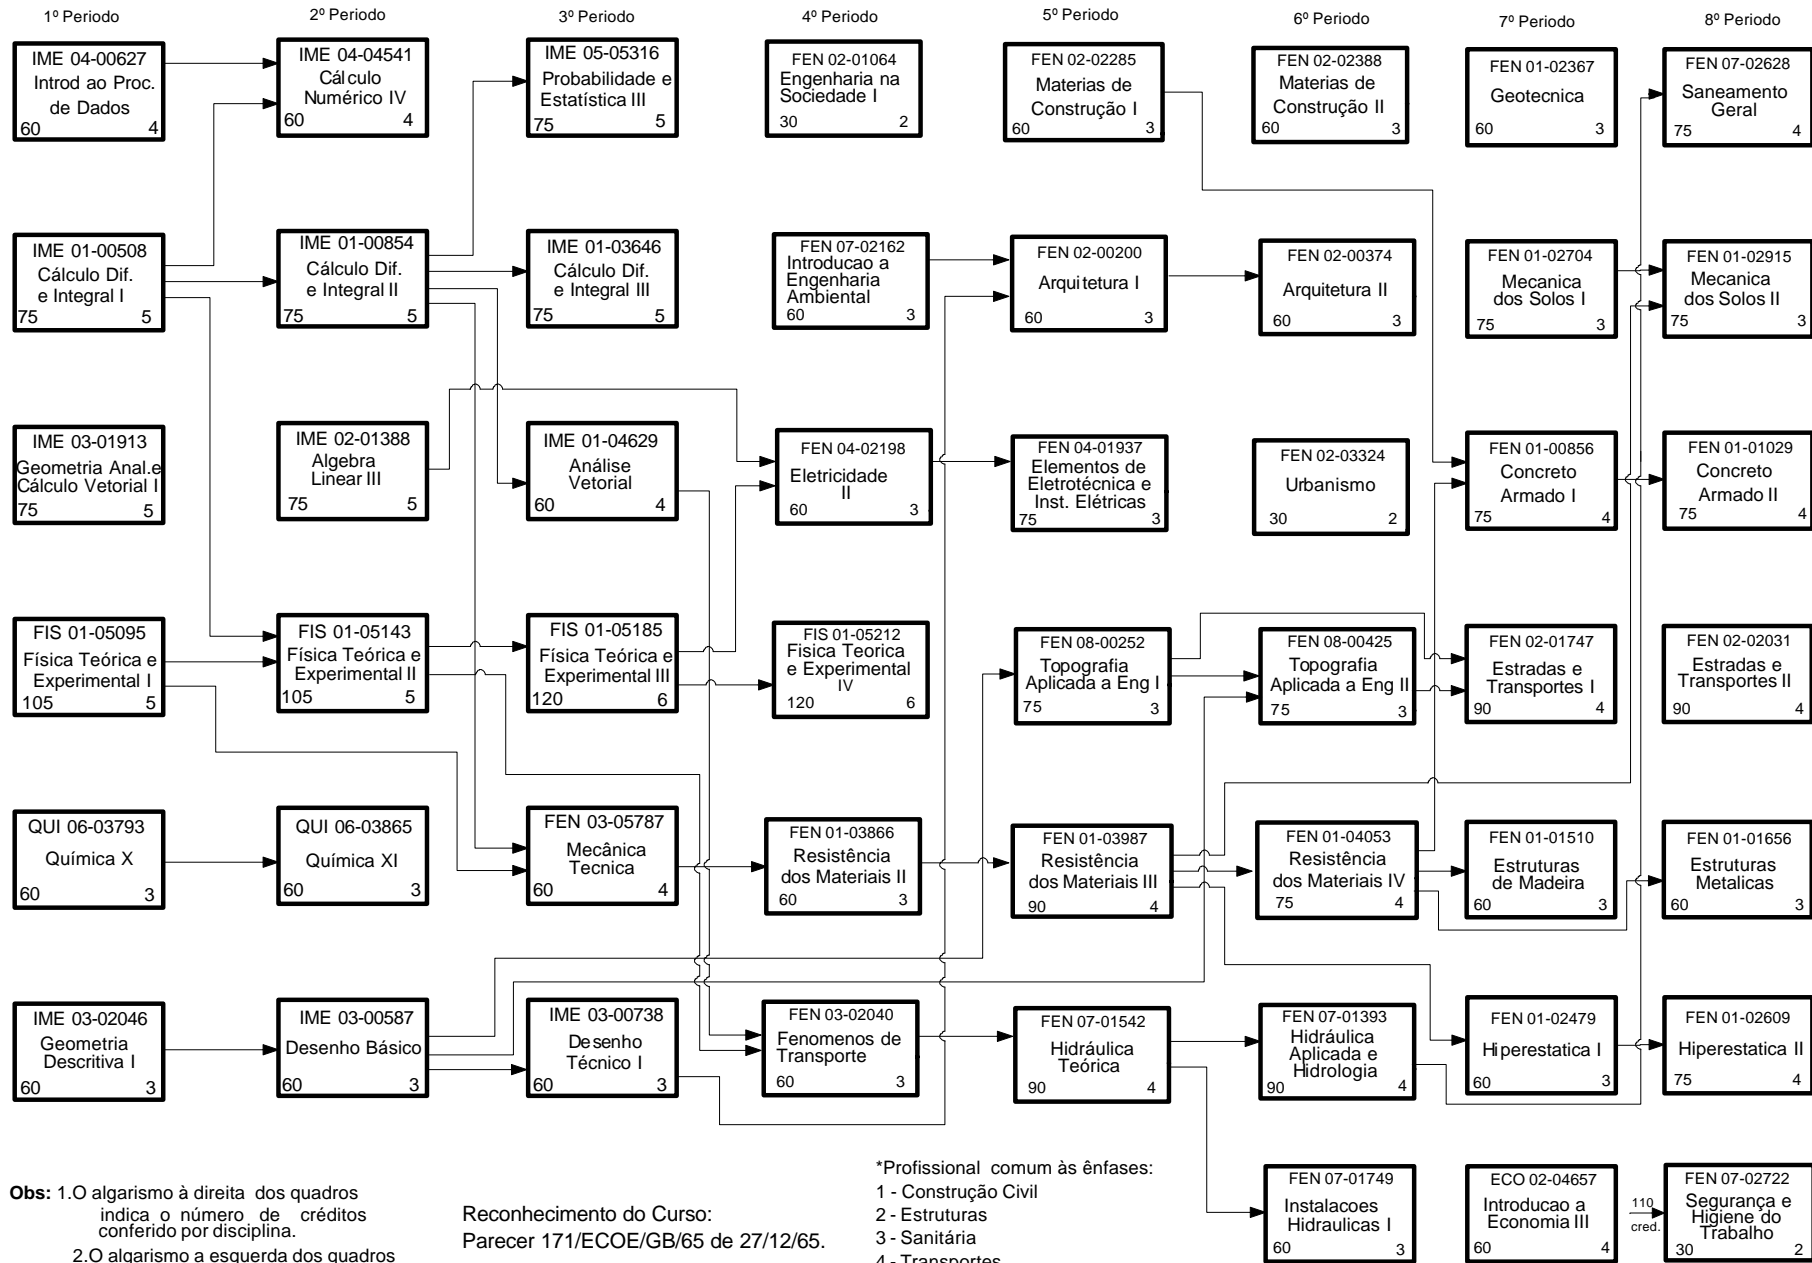 1º Periodo
2º Periodo
3º Periodo
4º Periodo
5º Periodo
6º Periodo
7º Periodo
8º Periodo
IME 04-00627
Introd ao Proc.
de Dados
60 4
IME 04-04541
Cálculo
Numérico IV
60 4
IME 05-05316
Probabilidade e
Estatística III
75 5
FEN 02-01064
Engenharia na
Sociedade I
30 2
FEN 02-02285
Materias de
Construção I
60 3
FEN 02-02388
Materias de
Construção II
60 3
FEN 01-02367
Geotecnica
60 3
FEN 07-02628
Saneamento
Geral
75 4
IME 01-00508
Cálculo Dif.
e Integral I
75 5
IME 01-00854
Cálculo Dif.
e Integral II
75 5
IME 01-03646
Cálculo Dif.
e Integral III
75 5
FEN 07-02162
Introducao a
Engenharia
Ambiental
60 3
FEN 02-00200
Arquitetura I
60 3
FEN 02-00374
Arquitetura II
60 3
FEN 01-02704
Mecanica
dos Solos I
75 3
FEN 01-02915
Mecanica
dos Solos II
75 3
IME 03-01913
Geometria Anal.e
Cálculo Vetorial I
75 5
IME 02-01388
Algebra
Linear III
75 5
IME 01-04629
Análise
Vetorial
60 4
FEN 04-02198
Eletricidade
II
60 3
FEN 04-01937
Elementos de
Eletrotécnica e
Inst. Elétricas
75 3
FEN 02-03324
Urbanismo
30 2
FEN 01-00856
Concreto
Armado I
75 4
FEN 01-01029
Concreto
Armado II
75 4
FIS 01-05095
Física Teórica e
Experimental I
105 5
FIS 01-05143
Física Teórica e
Experimental II
105 5
FIS 01-05185
Física Teórica e
Experimental III
120 6
FIS 01-05212
Fisica Teorica
e Experimental
IV
120 6
FEN 08-00252
Topografia
Aplicada a Eng I
75 3
FEN 08-00425
Topografia
Aplicada a Eng II
75 3
FEN 02-01747
Estradas e
Transportes I
90 4
FEN 02-02031
Estradas e
Transportes II
90 4
QUI 06-03793
Química X
60 3
QUI 06-03865
Química XI
60 3
FEN 03-05787
Mecânica
Tecnica
60 4
FEN 01-03866
Resistência
dos Materiais II
60 3
FEN 01-03987
Resistência
dos Materiais III
90 4
FEN 01-04053
Resistência
dos Materiais IV
75 4
FEN 01-01510
Estruturas
de Madeira
60 3
FEN 01-01656
Estruturas
Metalicas
60 3
IME 03-02046
Geometria
Descritiva I
60 3
IME 03-00587
Desenho Básico
60 3
IME 03-00738
Desenho
Técnico I
60 3
FEN 03-02040
Fenomenos de
Transporte
60 3
FEN 07-01542
Hidráulica
Teórica
90 4
FEN 07-01393
Hidráulica
Aplicada e
Hidrologia
90 4
FEN 01-02479
Hiperestatica I
60 3
FEN 01-02609
Hiperestatica II
75 4
FEN 07-01749
Instalacoes
Hidraulicas I
60 3
ECO 02-04657
Introducao a
Economia III
60 4
110
cred.
FEN 07-02722
Segurança e
Higiene do
Trabalho
30 2
Obs: 1.O algarismo à direita dos quadros
indica o número de créditos
conferido por disciplina.
2.O algarismo a esquerda dos quadros
Reconhecimento do Curso:
Parecer 171/ECOE/GB/65 de 27/12/65.
*Profissional comum às ênfases:
1 - Construção Civil
2 - Estruturas
3 - Sanitária
4 - Transportes